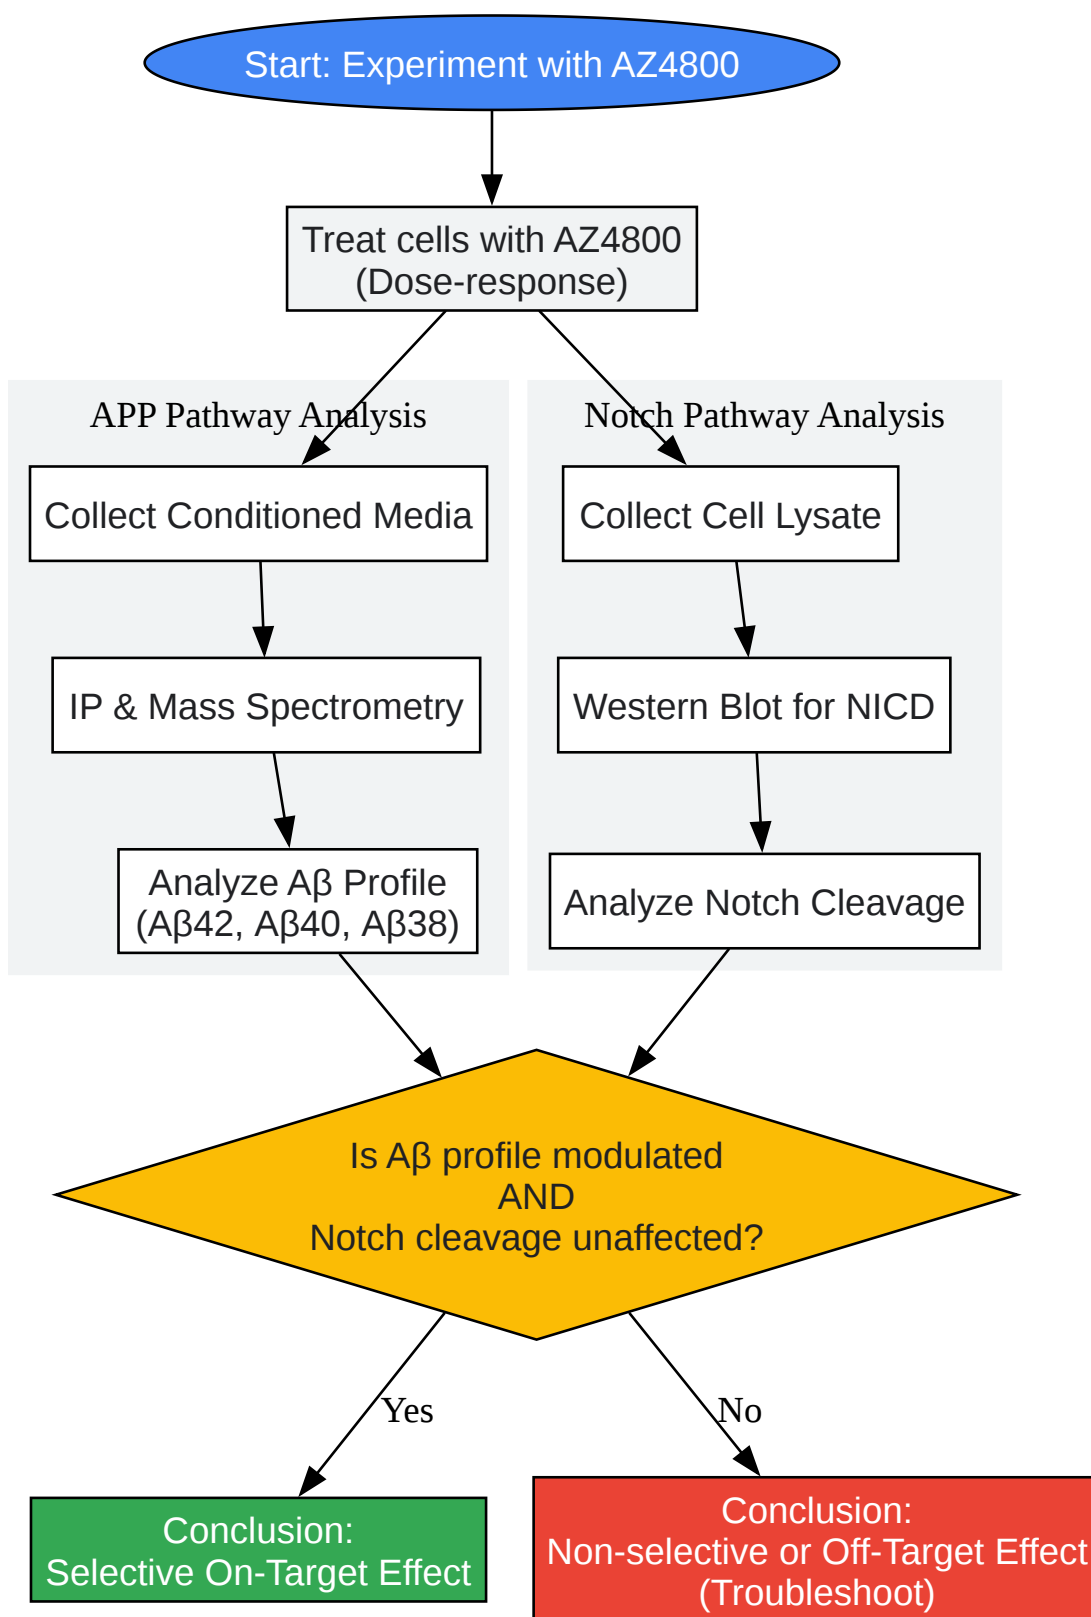 Start: Experiment with AZ4800
Treat cells with AZ4800
(Dose-response)
APP Pathway Analysis
Collect Conditioned Media
IP & Mass Spectrometry
Analyze Aβ Profile
(Aβ42, Aβ40, Aβ38)
Notch Pathway Analysis
Collect Cell Lysate
Western Blot for NICD
Analyze Notch Cleavage
Is Aβ profile modulated
AND
Notch cleavage unaffected?
Yes
No
Conclusion:
Selective On-Target Effect
Conclusion:
Non-selective or Off-Target Effect
(Troubleshoot)